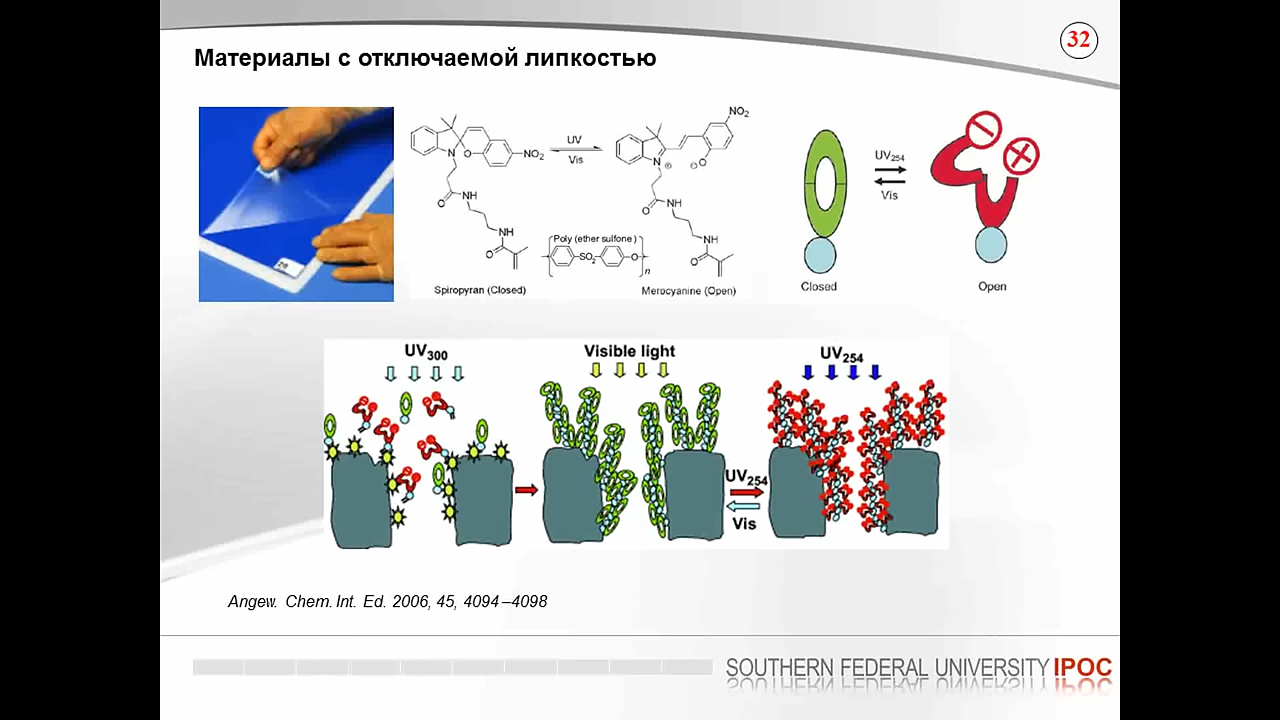 32
Материалы с отключаемой липкостью
NO2
UV
Vis
NO2
N
O
N
⊕
⊖O
O
NH
O
NH
NH
O
NH
O
Poly (ether sulfone)
SO2
O
n
Spiropyran (Closed)
Merocyanine (Open)
UV254
Vis
Closed
Open
UV300
Visible light
UV254
UV254
Vis
Angew. Chem. Int. Ed. 2006, 45, 4094–4098
SOUTHERN FEDERAL UNIVERSITY IPOC